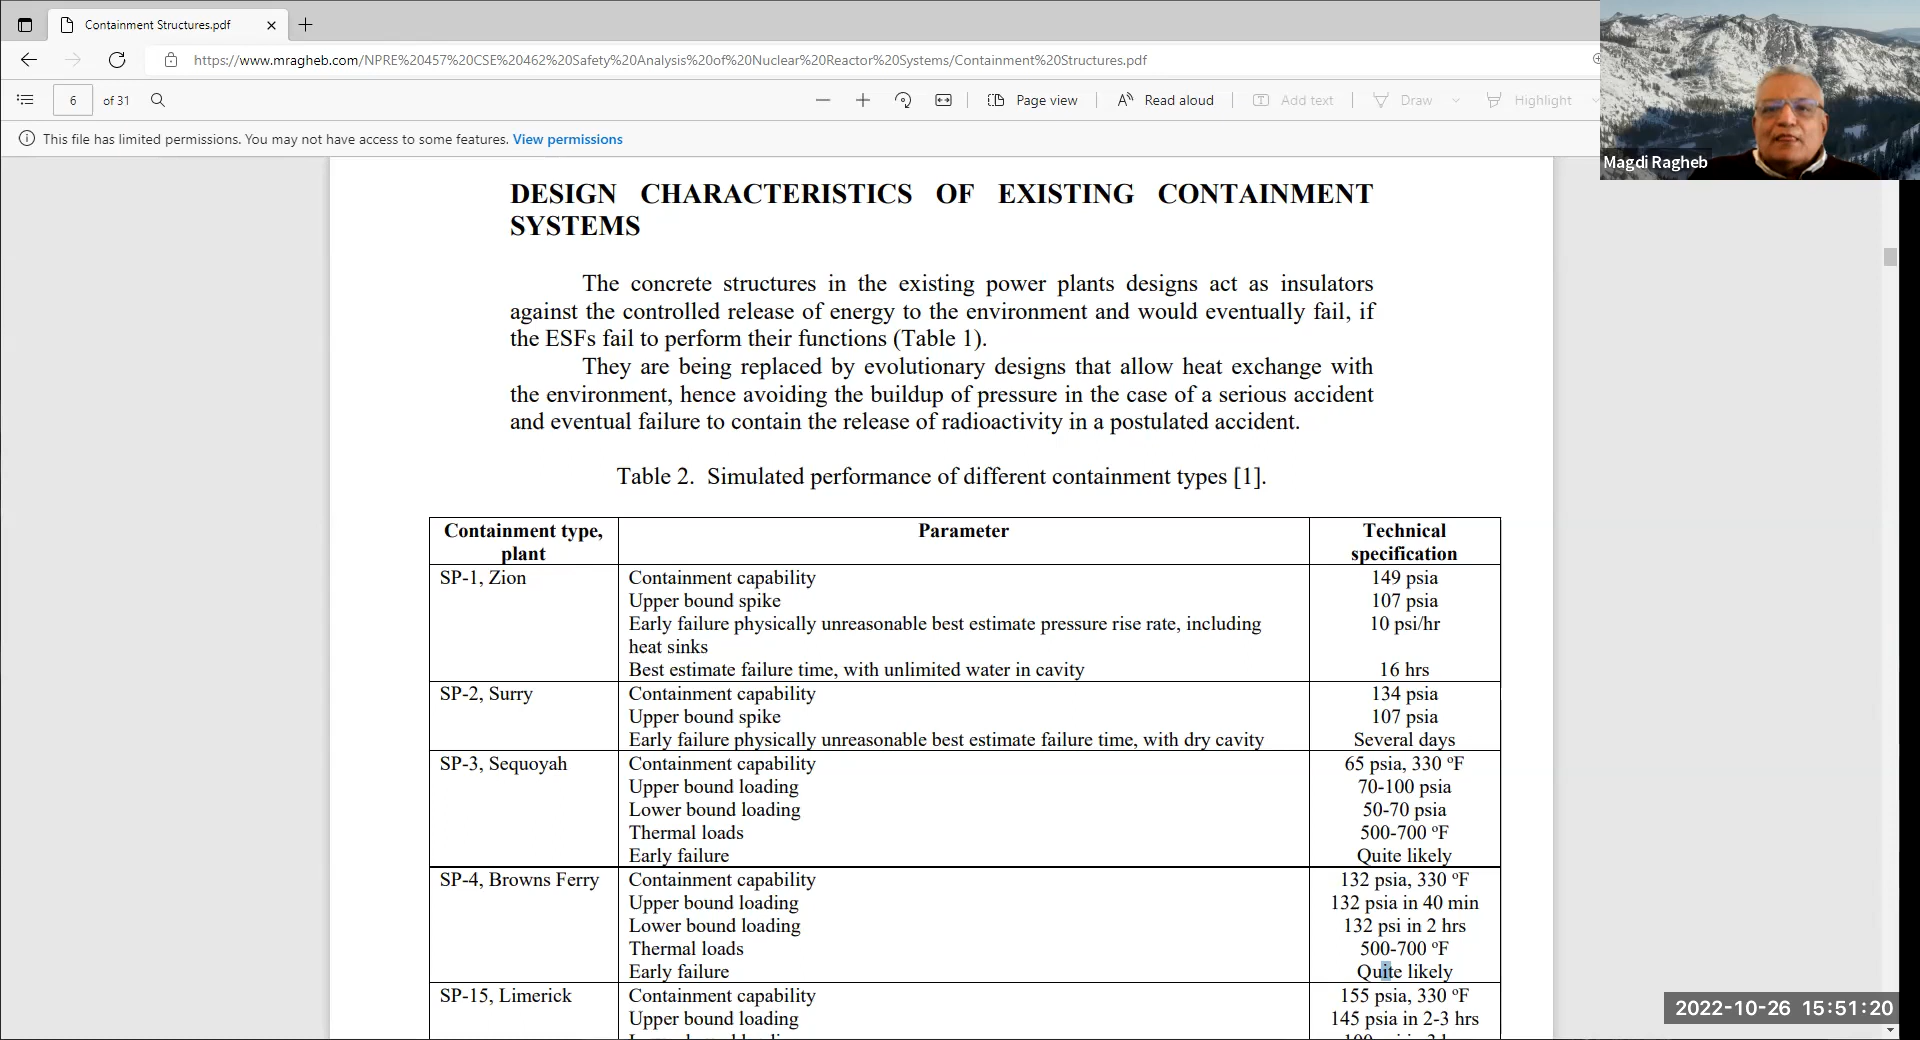 Containment Structures.pdf
https://www.mragheb.com/NPRE%20457%20CSE%20462%20Safety%20Analysis%20of%20Nuclear%20Reactor%20Systems/Containment%20Structures.pdf
6 of 31
Page view
Read aloud
Add text
Draw
Highlight
This file has limited permissions. You may not have access to some features. View permissions
Magdi Ragheb
DESIGN CHARACTERISTICS OF EXISTING CONTAINMENT
SYSTEMS
The concrete structures in the existing power plants designs act as insulators
against the controlled release of energy to the environment and would eventually fail, if
the ESFs fail to perform their functions (Table 1).
They are being replaced by evolutionary designs that allow heat exchange with
the environment, hence avoiding the buildup of pressure in the case of a serious accident
and eventual failure to contain the release of radioactivity in a postulated accident.
Table 2. Simulated performance of different containment types [1].
Containment type, plant
Parameter
Technical specification
SP-1, Zion
Containment capability 149 psia
Upper bound spike 107 psia
Early failure physically unreasonable best estimate pressure rise rate, including 10 psi/hr
heat sinks
Best estimate failure time, with unlimited water in cavity 16 hrs
SP-2, Surry
Containment capability 134 psia
Upper bound spike 107 psia
Early failure physically unreasonable best estimate failure time, with dry cavity Several days
SP-3, Sequoyah
Containment capability 65 psia, 330 ºF
Upper bound loading 70-100 psia
Lower bound loading 50-70 psia
Thermal loads 500-700 ºF
Early failure Quite likely
SP-4, Browns Ferry
Containment capability 132 psia, 330 ºF
Upper bound loading 132 psia in 40 min
Lower bound loading 132 psi in 2 hrs
Thermal loads 500-700 ºF
Early failure Quite likely
SP-15, Limerick
Containment capability 155 psia, 330 ºF
Upper bound loading 145 psia in 2-3 hrs
2022-10-26 15:51:20